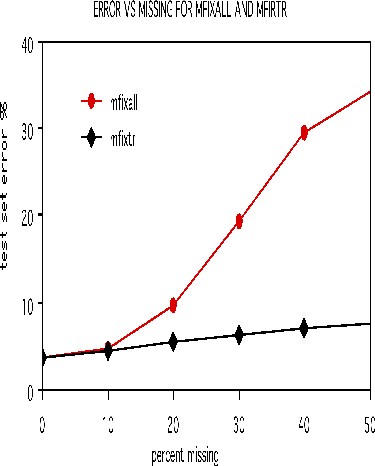 ERROR VS MISSING FOR MFIXALL AND MFIRTR
40
mfixall
mfixtr
30
20
10
0
test set error %
0 10 20 30 40 50
percent missing